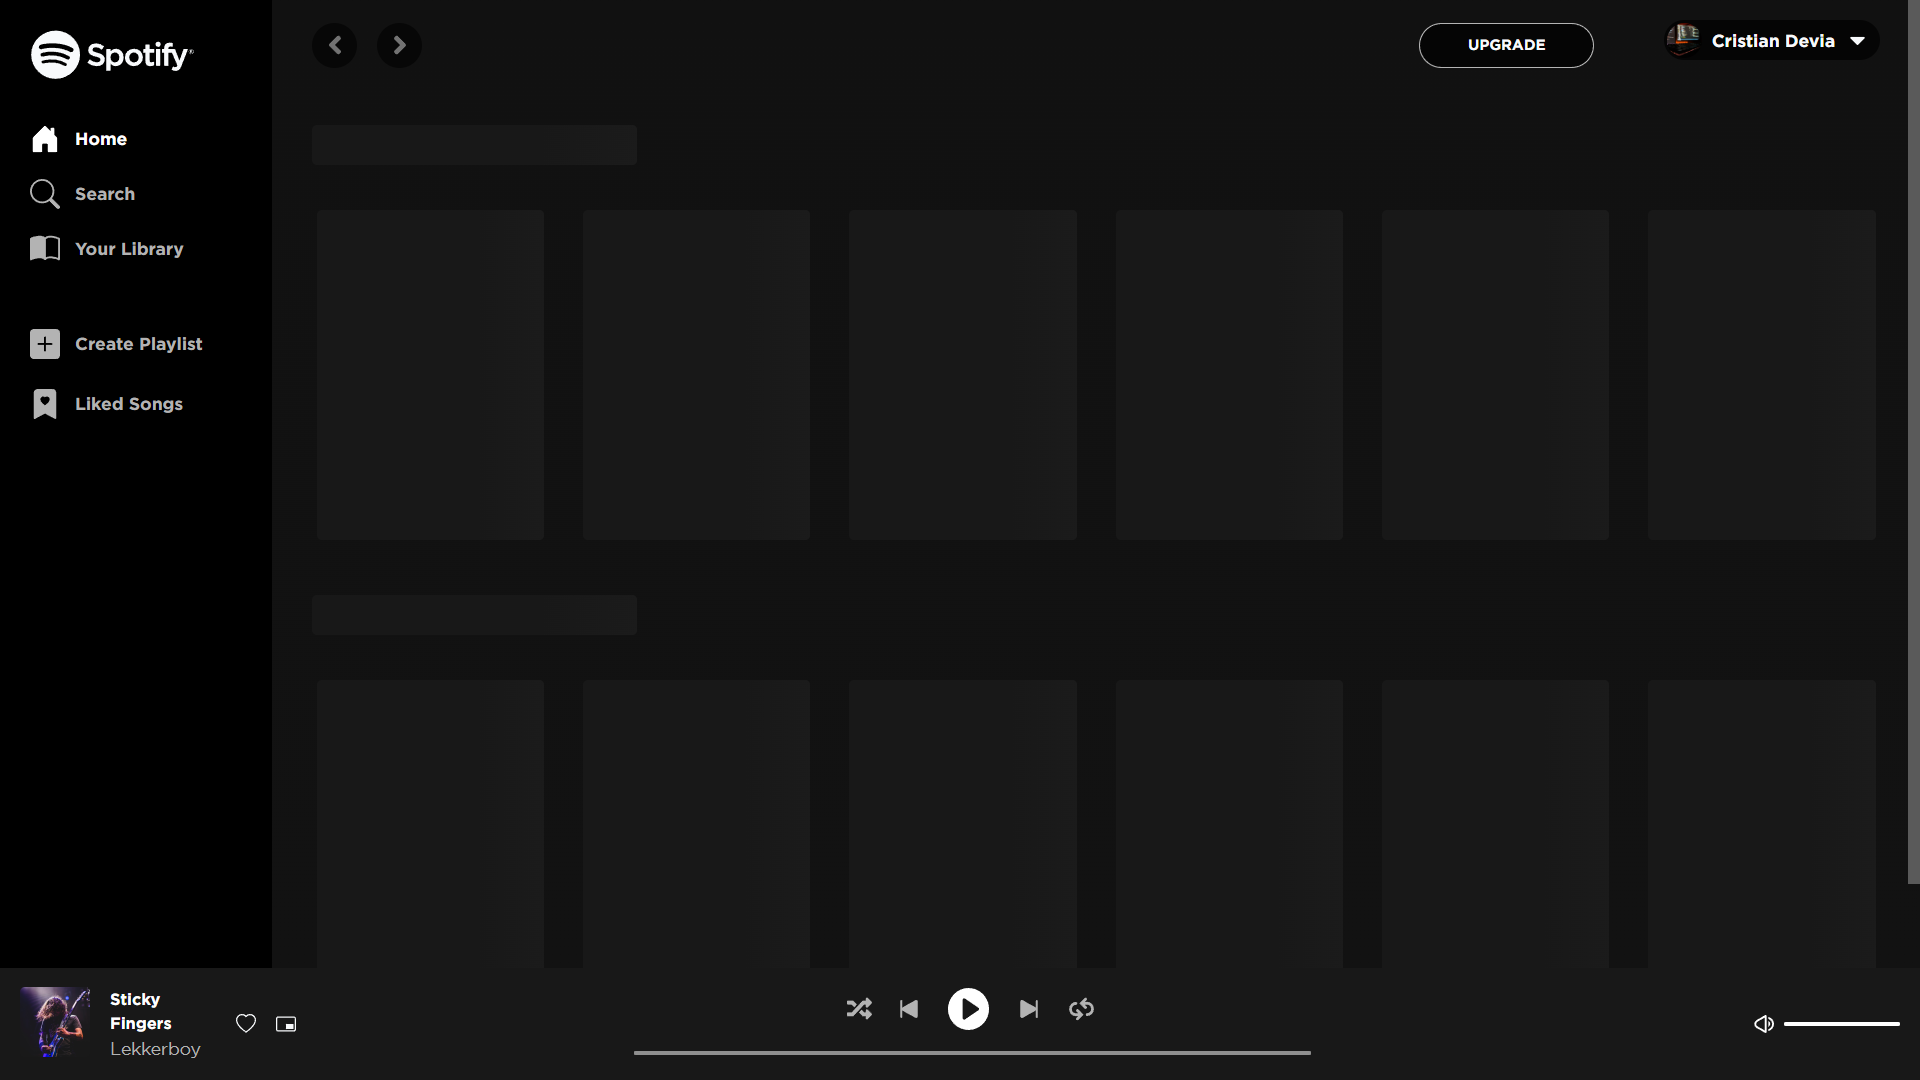 Spotify®
Home
Search
Your Library
Create Playlist
Liked Songs
UPGRADE
Cristian Devia
Sticky
Fingers
Lekkerboy